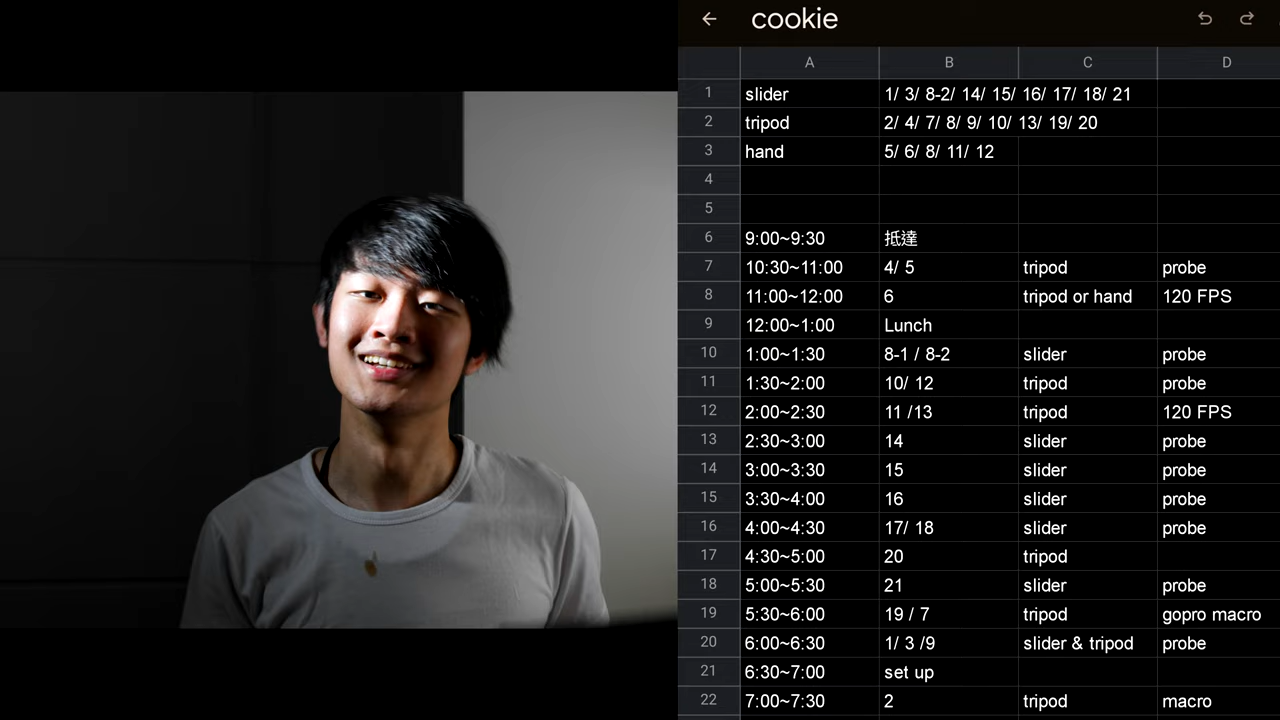 cookie
A B C D
1 slider 1/ 3/ 8-2/ 14/ 15/ 16/ 17/ 18/ 21
2 tripod 2/ 4/ 7/ 8/ 9/ 10/ 13/ 19/ 20
3 hand 5/ 6/ 8/ 11/ 12
4
5
6 9:00~9:30 抵達
7 10:30~11:00 4/ 5 tripod probe
8 11:00~12:00 6 tripod or hand 120 FPS
9 12:00~1:00 Lunch
10 1:00~1:30 8-1 / 8-2 slider probe
11 1:30~2:00 10/ 12 tripod probe
12 2:00~2:30 11 /13 tripod 120 FPS
13 2:30~3:00 14 slider probe
14 3:00~3:30 15 slider probe
15 3:30~4:00 16 slider probe
16 4:00~4:30 17/ 18 slider probe
17 4:30~5:00 20 tripod
18 5:00~5:30 21 slider probe
19 5:30~6:00 19 / 7 tripod gopro macro
20 6:00~6:30 1/ 3 /9 slider & tripod probe
21 6:30~7:00 set up
22 7:00~7:30 2 tripod macro